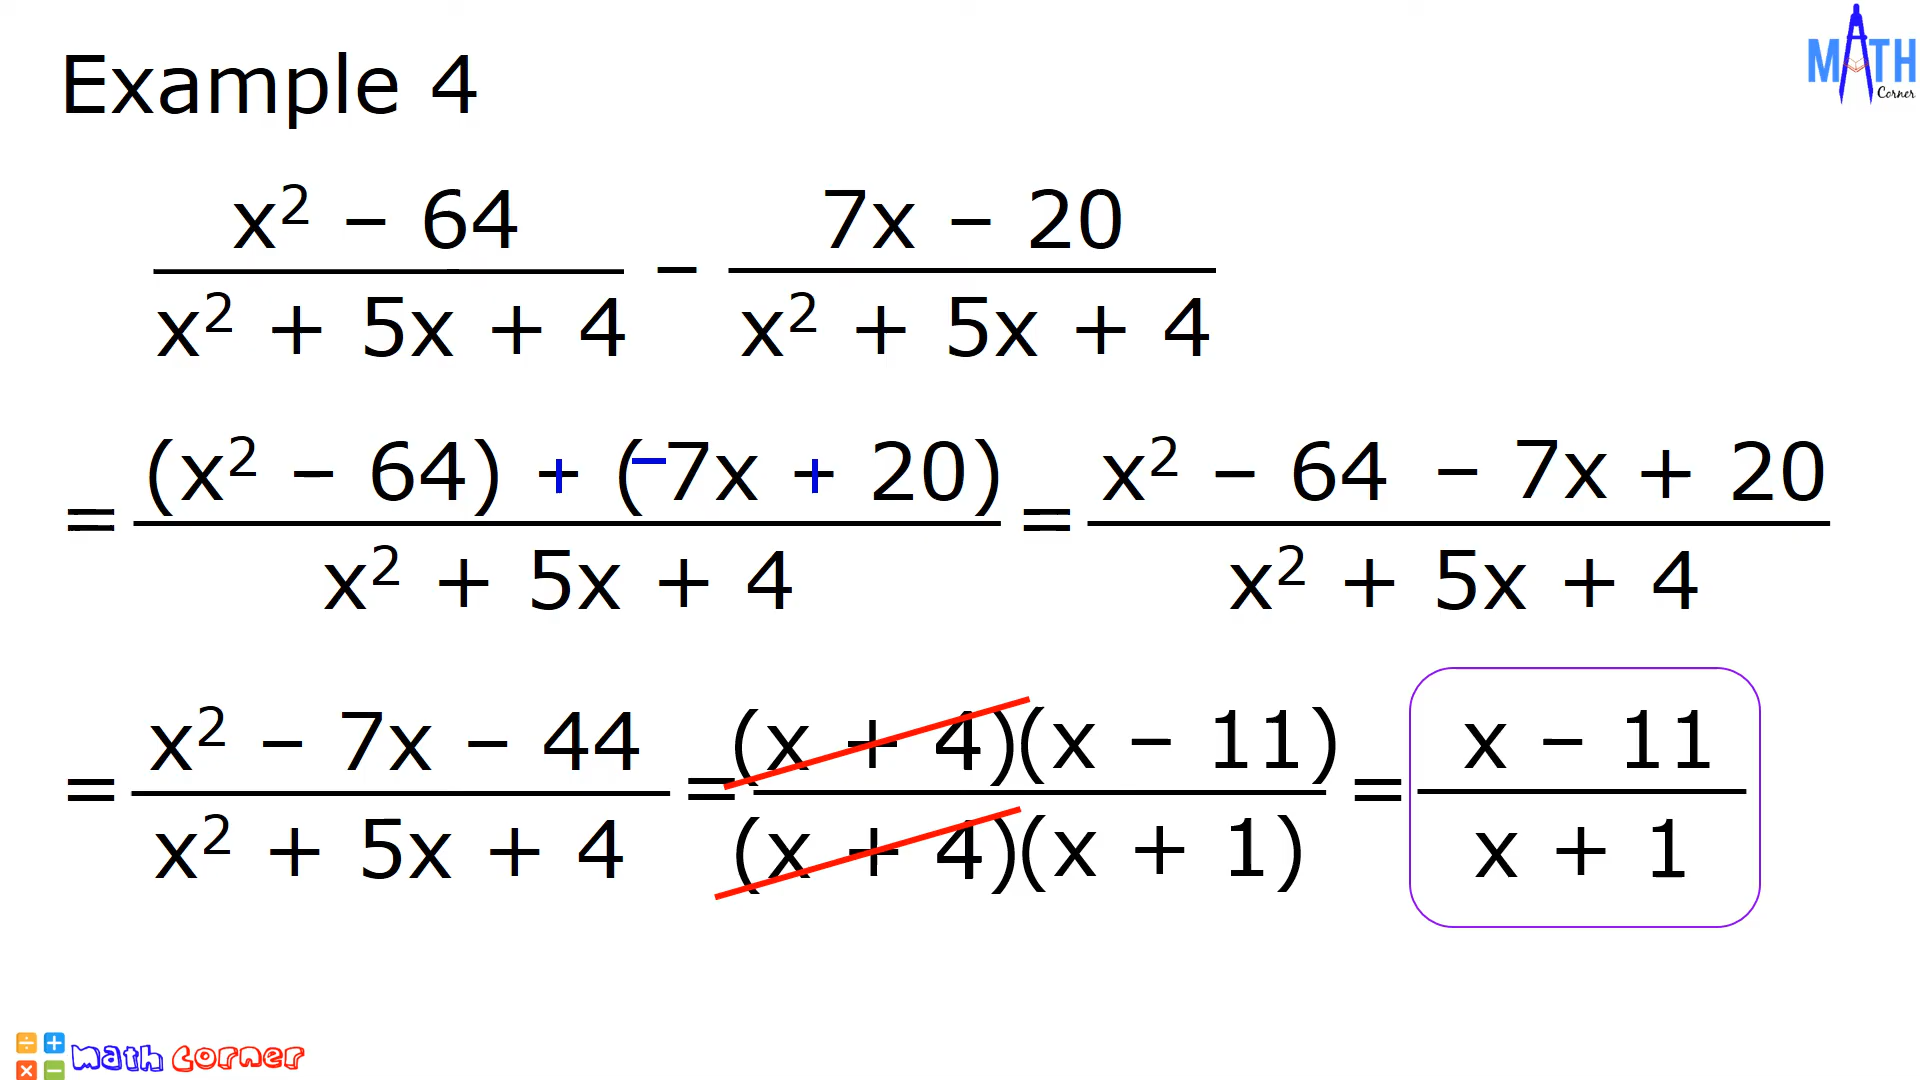 MATH
Corner
Example 4
x² – 64 / x² + 5x + 4 – 7x – 20 / x² + 5x + 4
= (x² – 64) + (–7x + 20) / x² + 5x + 4 = x² – 64 – 7x + 20 / x² + 5x + 4
= x² – 7x – 44 / x² + 5x + 4 = (x + 4)(x – 11) / (x + 4)(x + 1) = x – 11 / x + 1
÷ +
× –
math corner